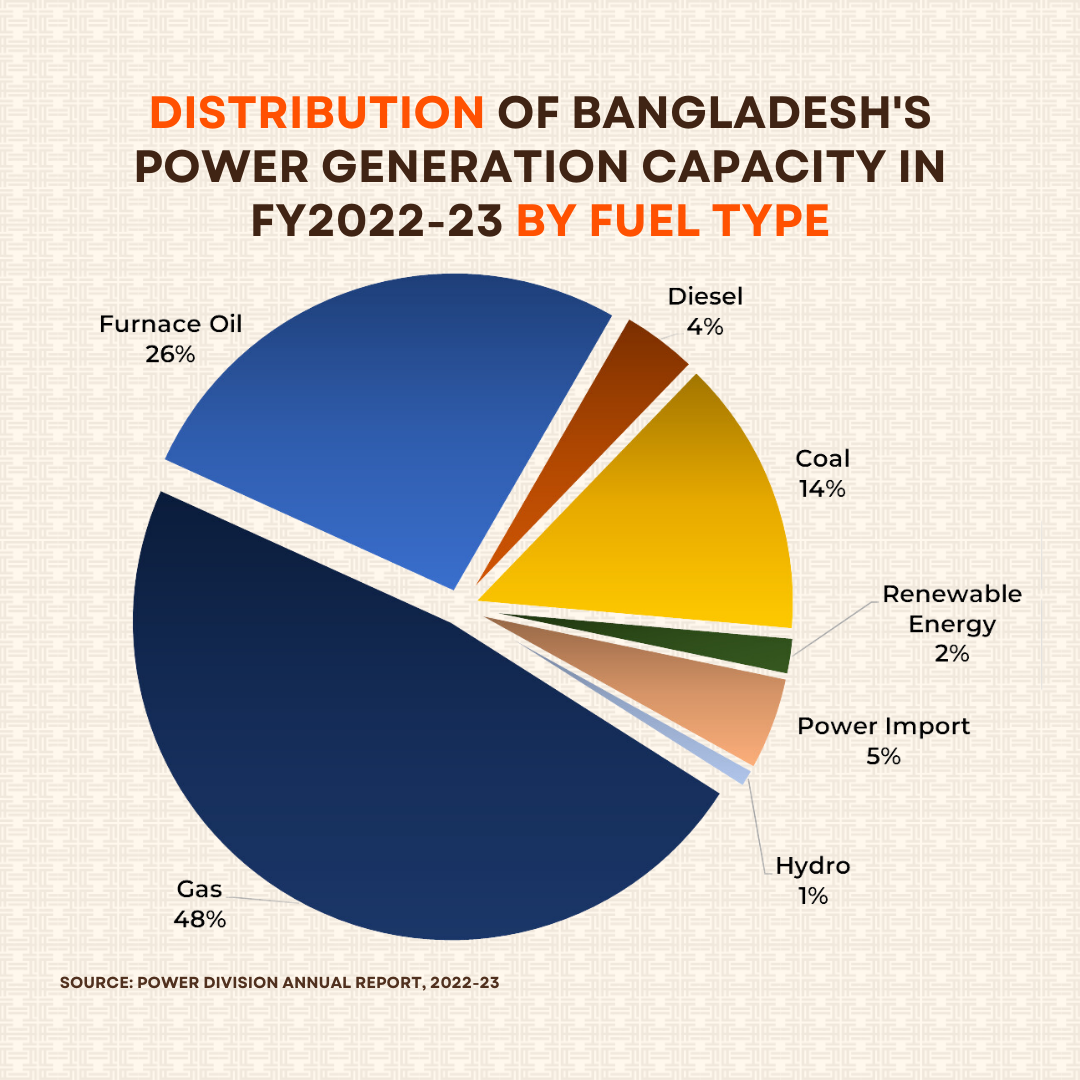 DISTRIBUTION OF BANGLADESH'S
POWER GENERATION CAPACITY IN
FY2022-23 BY FUEL TYPE
Diesel
4%
Furnace Oil
26%
Coal
14%
Renewable
Energy
2%
Power Import
5%
Hydro
1%
Gas
48%
SOURCE: POWER DIVISION ANNUAL REPORT, 2022-23